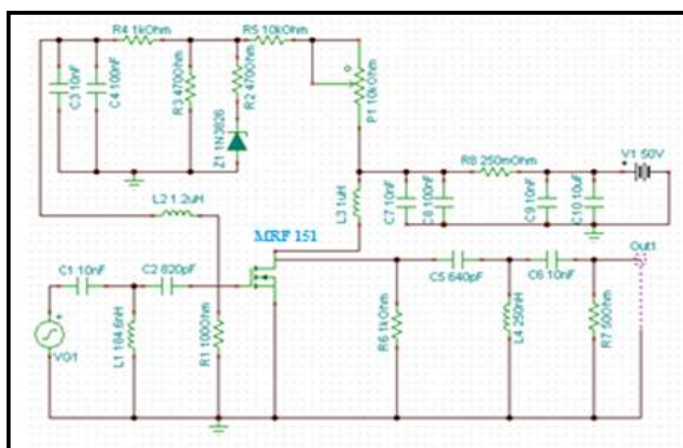 R4 1kOhm
R5 10kOhm
C3 10nF
C4 100nF
R3 470Ohm
R2 470Ohm
Z1 1N3826
P1 10kOhm
R8 250mOhm
V1 50V
L2 1.2uH
L3 1uH
C7 10nF
C8 100nF
C9 10nF
C10 10uF
MRF 151
Out1
C1 10nF
C2 820pF
C5 640pF
C6 10nF
VG1
L1 184.6nH
R1 100Ohm
R6 1kOhm
L4 250nH
R7 50Ohm